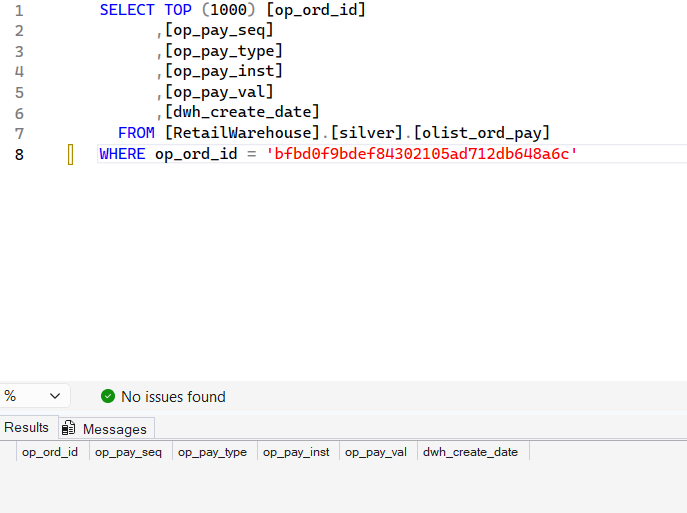 1 SELECT TOP (1000) [op_ord_id]
2 ,[op_pay_seq]
3 ,[op_pay_type]
4 ,[op_pay_inst]
5 ,[op_pay_val]
6 ,[dwh_create_date]
7 FROM [RetailWarehouse].[silver].[olist_ord_pay]
8 WHERE op_ord_id = 'bfbd0f9bdef84302105ad712db648a6c'
% No issues found
Results Messages
op_ord_id op_pay_seq op_pay_type op_pay_inst op_pay_val dwh_create_date